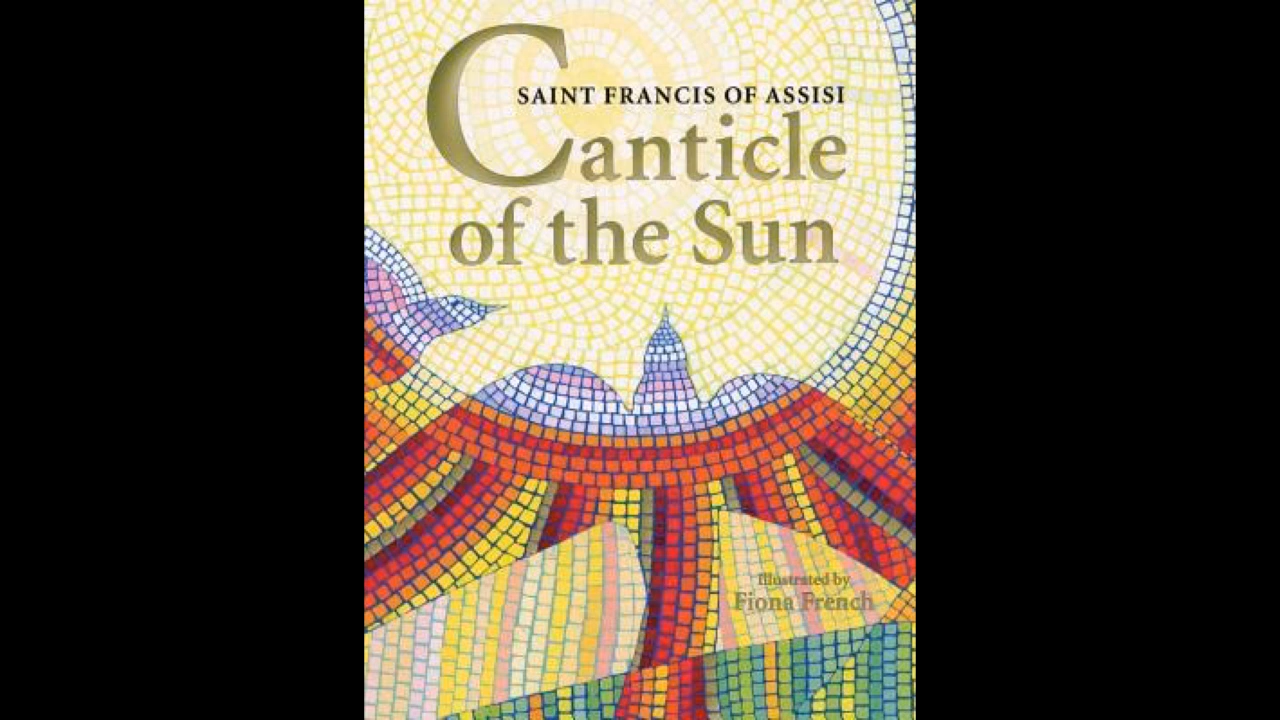 SAINT FRANCIS OF ASSISI
Canticle
of the Sun
Illustrated by
Fiona French